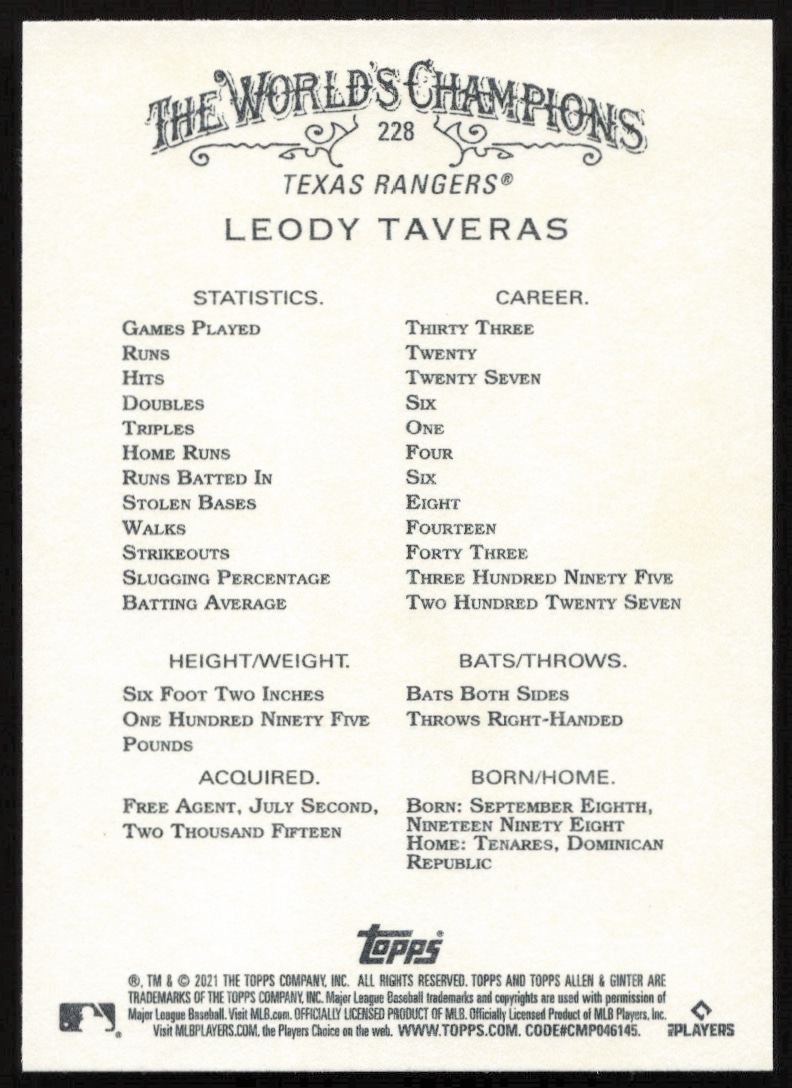 THE WORLD'S CHAMPIONS
228
TEXAS RANGERS®
LEODY TAVERAS
STATISTICS. CAREER.
GAMES PLAYED THIRTY THREE
RUNS TWENTY
HITS TWENTY SEVEN
DOUBLES SIX
TRIPLES ONE
HOME RUNS FOUR
RUNS BATTED IN SIX
STOLEN BASES EIGHT
WALKS FOURTEEN
STRIKEOUTS FORTY THREE
SLUGGING PERCENTAGE THREE HUNDRED NINETY FIVE
BATTING AVERAGE TWO HUNDRED TWENTY SEVEN
HEIGHT/WEIGHT.
SIX FOOT TWO INCHES
ONE HUNDRED NINETY FIVE
POUNDS
BATS/THROWS.
BATS BOTH SIDES
THROWS RIGHT-HANDED
ACQUIRED.
FREE AGENT, JULY SECOND,
TWO THOUSAND FIFTEEN
BORN/HOME.
BORN: SEPTEMBER EIGHTH,
NINETEEN NINETY EIGHT
HOME: TENARES, DOMINICAN
REPUBLIC
topps®
®, TM & © 2021 THE TOPPS COMPANY, INC. ALL RIGHTS RESERVED. TOPPS AND TOPPS ALLEN & GINTER ARE
TRADEMARKS OF THE TOPPS COMPANY, INC. Major League Baseball trademarks and copyrights are used with permission of
Major League Baseball. Visit MLB.com. OFFICIALLY LICENSED PRODUCT OF MLB. Officially Licensed Product of MLB Players, Inc.
Visit MLBPLAYERS.COM, the Players Choice on the web. WWW.TOPPS.COM. CODE#CMP046145.
PLAYERS